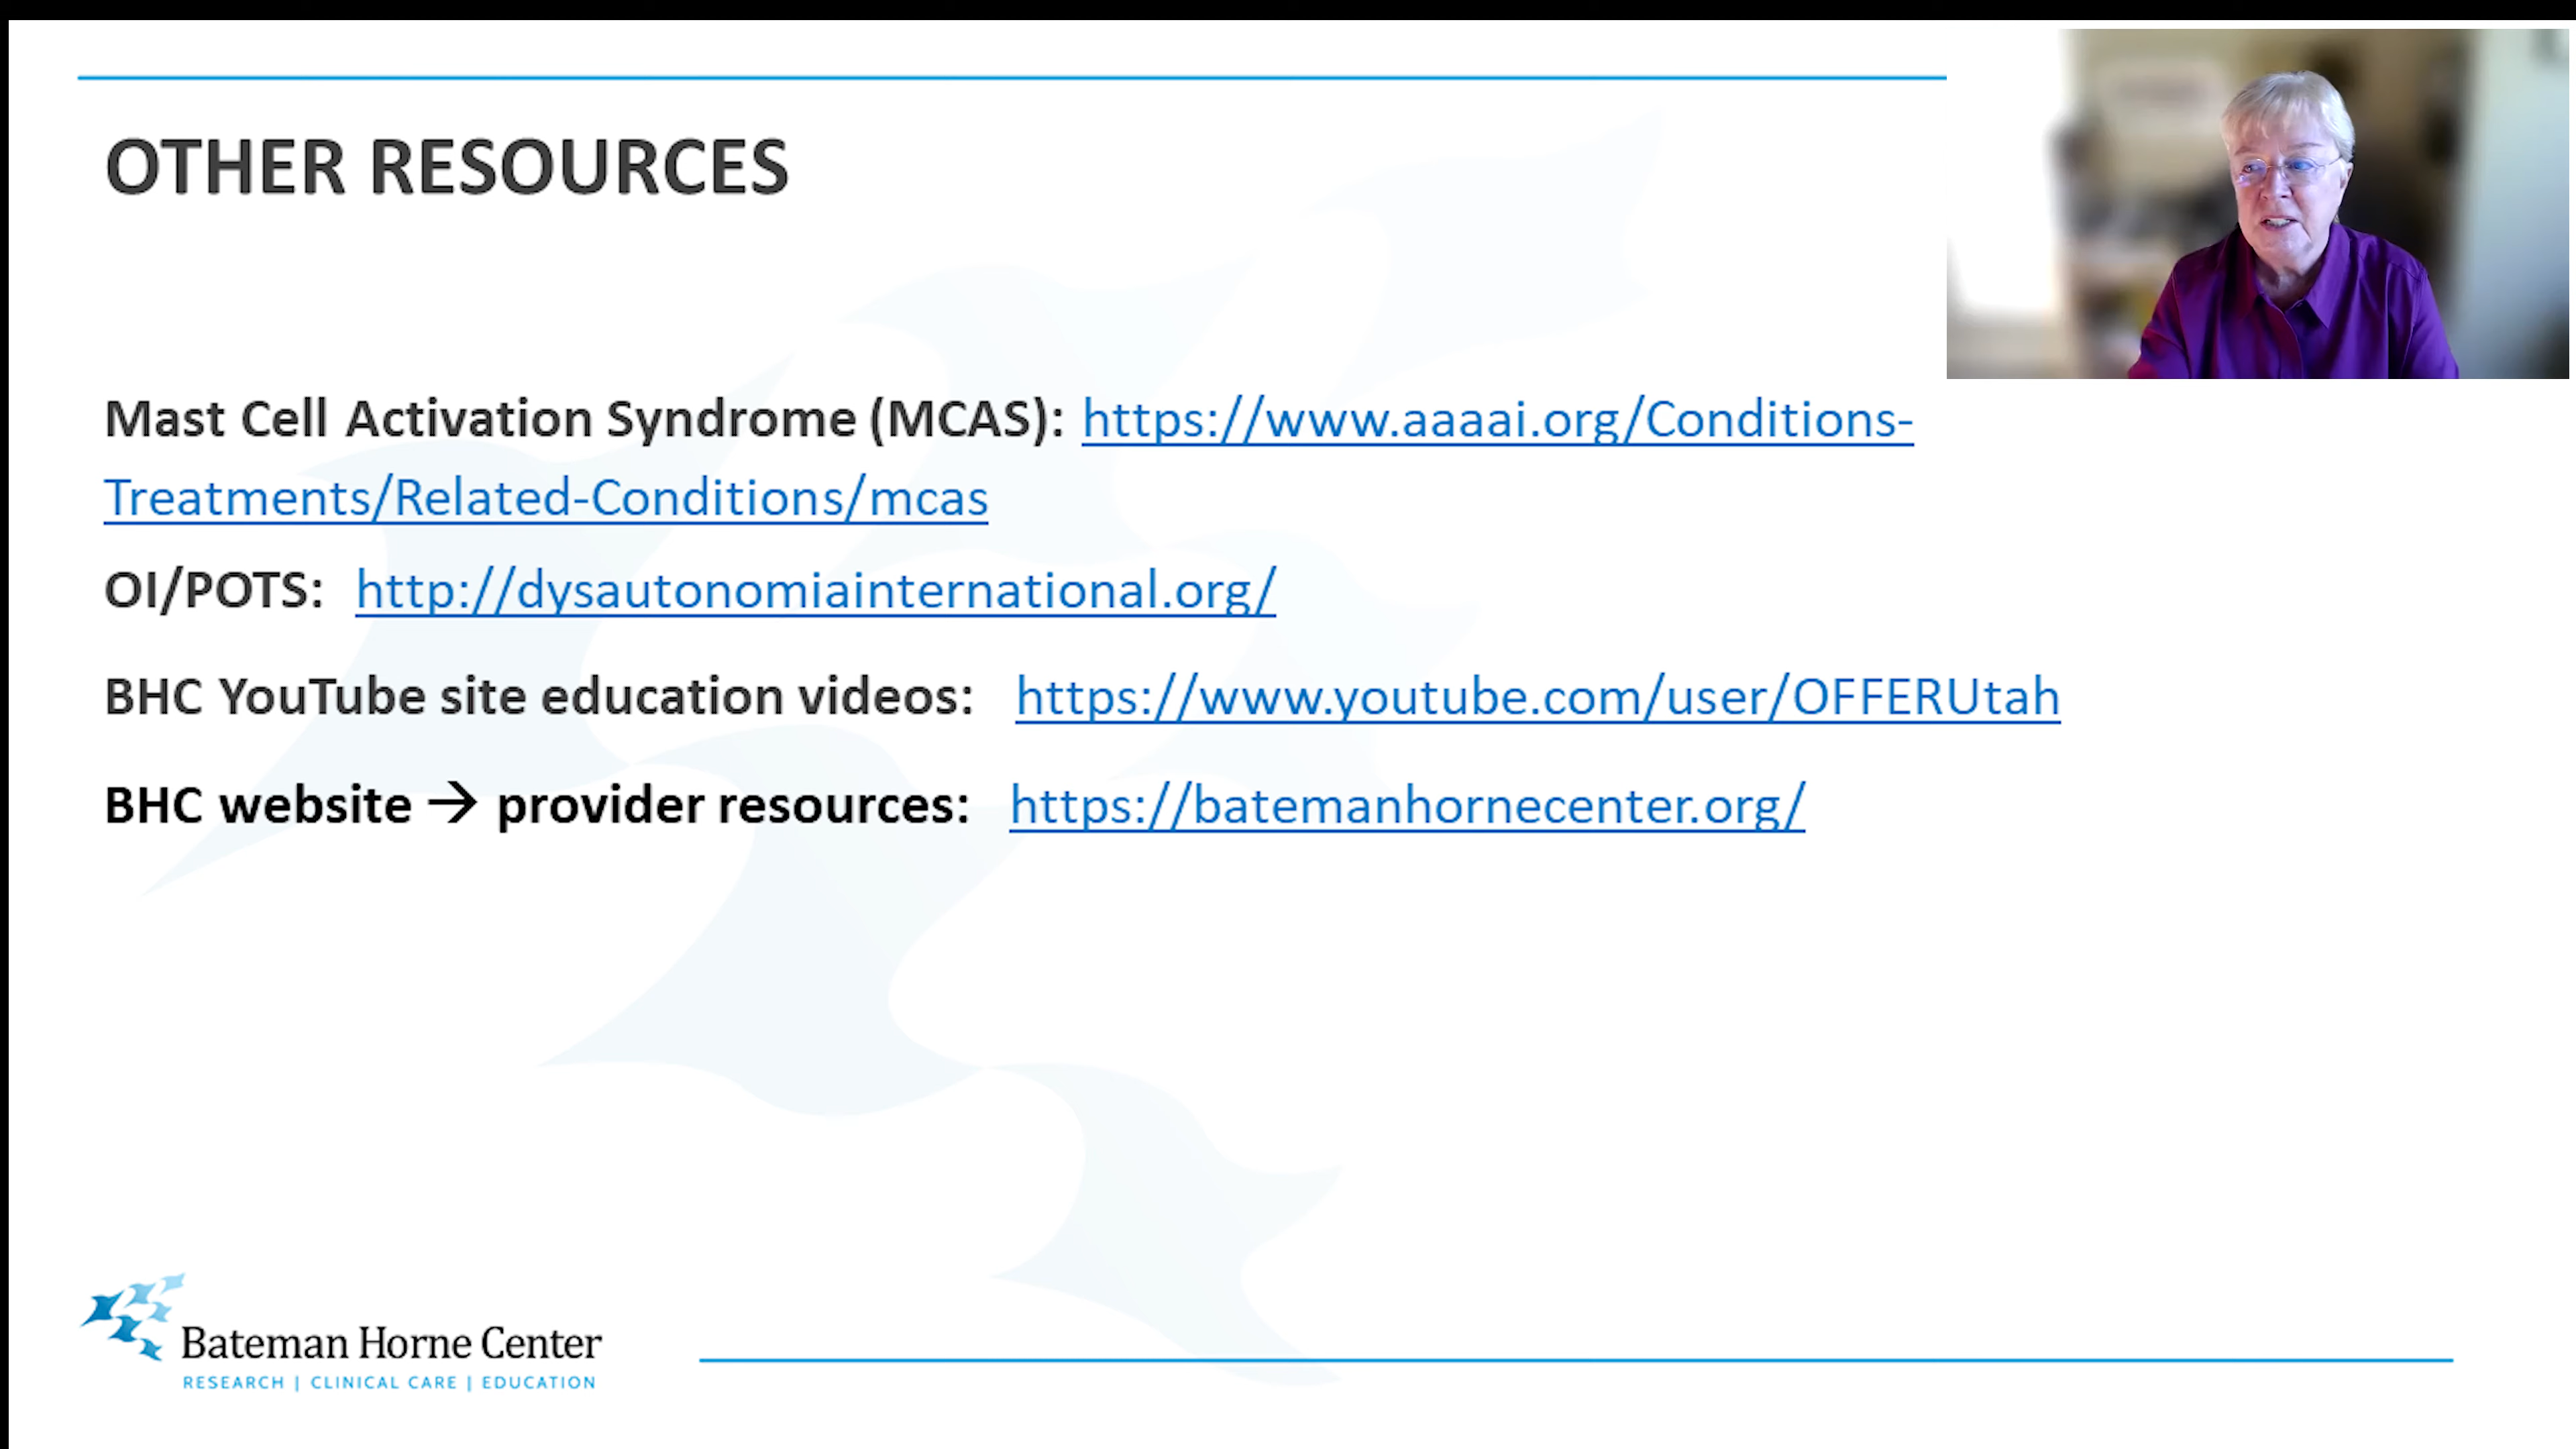 OTHER RESOURCES
Mast Cell Activation Syndrome (MCAS): https://www.aaaai.org/Conditions-
Treatments/Related-Conditions/mcas
OI/POTS: http://dysautonomiainternational.org/
BHC YouTube site education videos: https://www.youtube.com/user/OFFERUtah
BHC website → provider resources: https://batemanhornecenter.org/
Bateman Horne Center
RESEARCH | CLINICAL CARE | EDUCATION